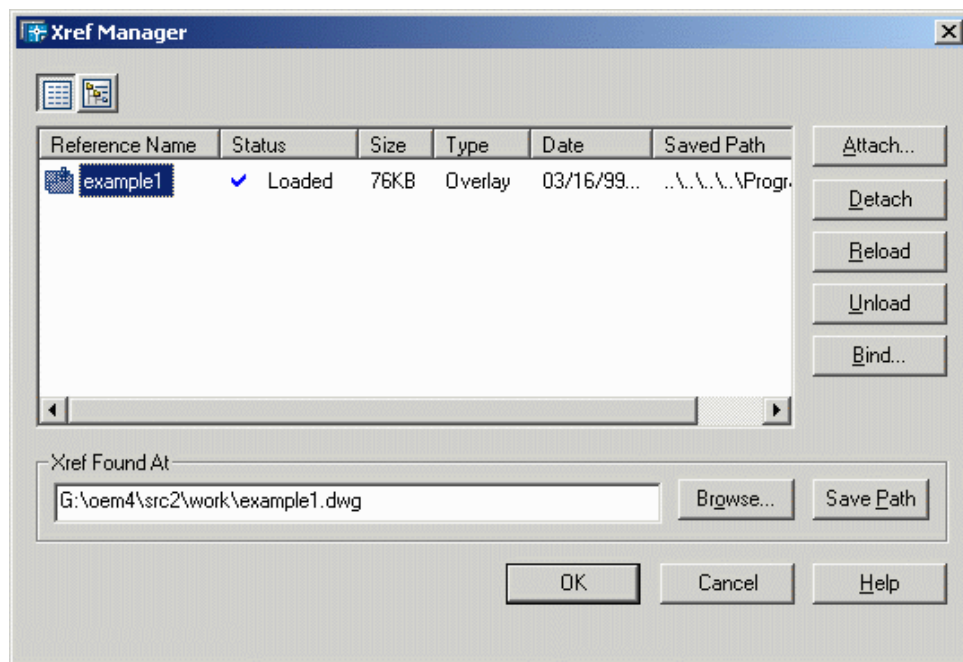 Xref Manager
Reference Name Status Size Type Date Saved Path
example1 Loaded 76KB Overlay 03/16/99... ..\..\..\..\Progr
Attach...
Detach
Reload
Unload
Bind...
Xref Found At
G:\oem4\src2\work\example1.dwg Browse... Save Path
OK Cancel Help